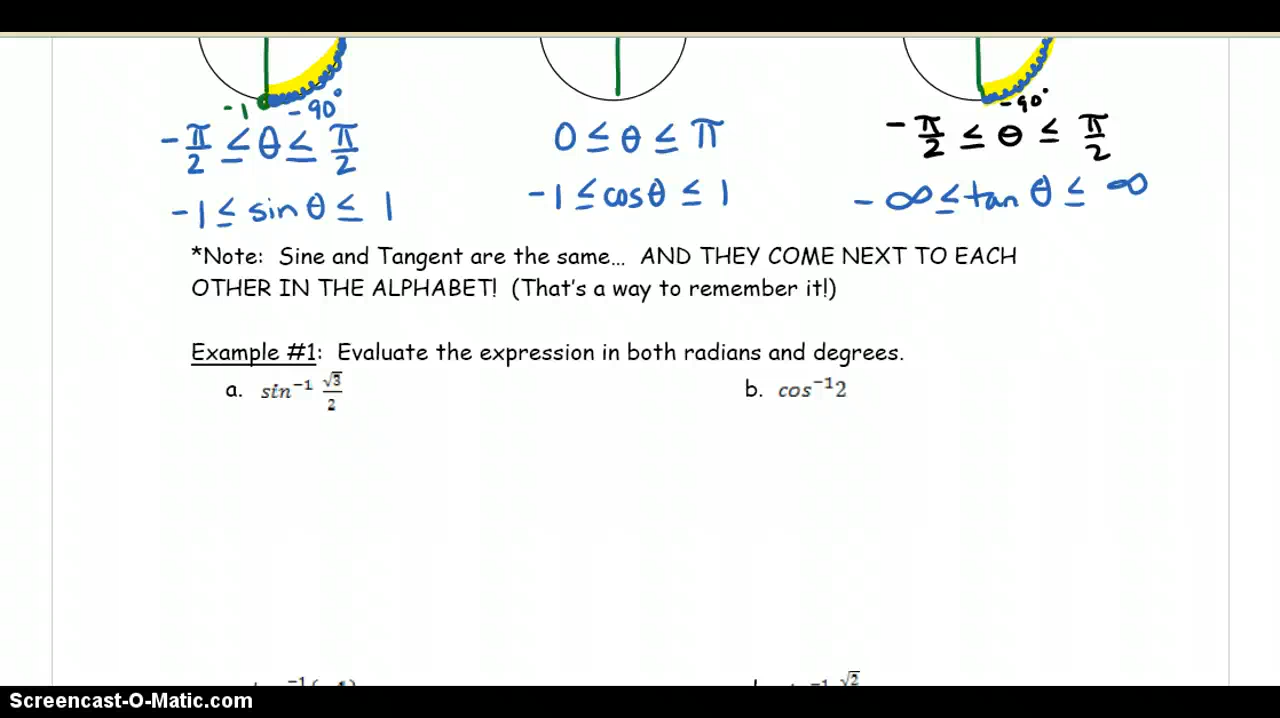 -1 -90° -90°
-π/2 ≤ θ ≤ π/2 0 ≤ θ ≤ π -π/2 ≤ θ ≤ π/2
-1 ≤ sin θ ≤ 1 -1 ≤ cosθ ≤ 1 -∞ ≤ tan θ ≤ ∞
*Note: Sine and Tangent are the same… AND THEY COME NEXT TO EACH
OTHER IN THE ALPHABET! (That's a way to remember it!)
Example #1: Evaluate the expression in both radians and degrees.
a. sin⁻¹ √3/2 b. cos⁻¹2
Screencast-O-Matic.com